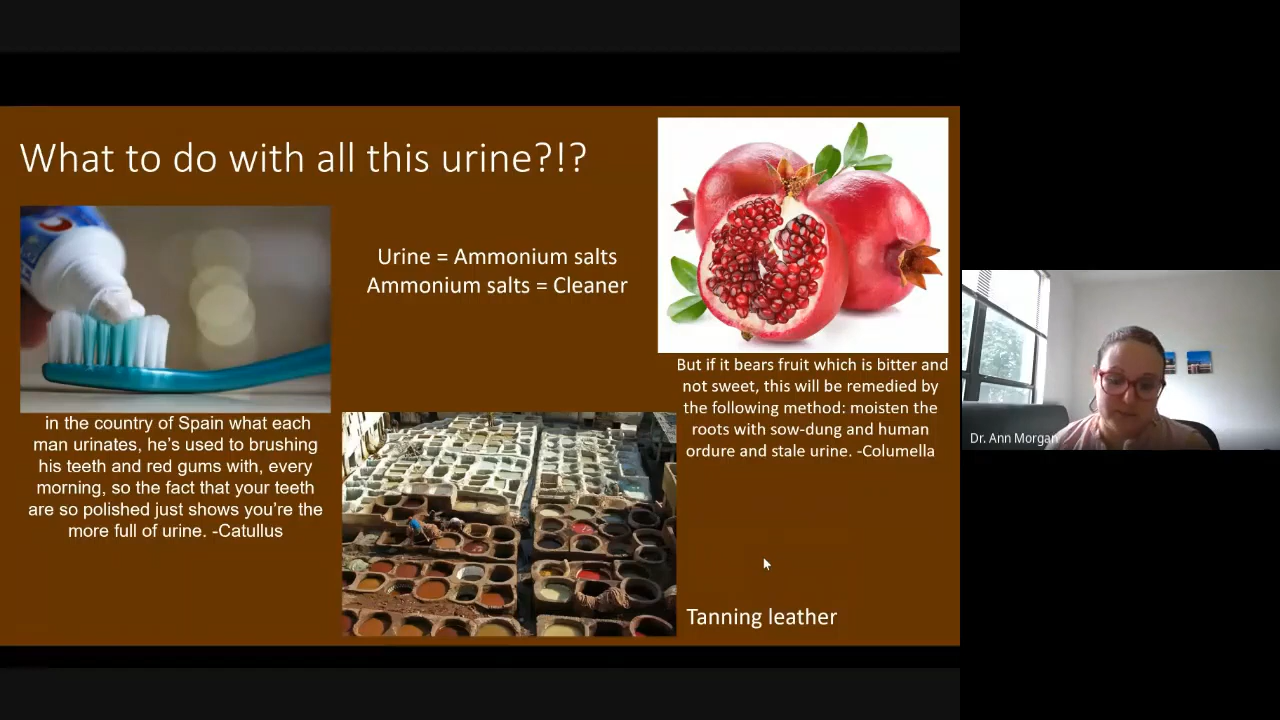 What to do with all this urine?!?
Urine = Ammonium salts
Ammonium salts = Cleaner
in the country of Spain what each
man urinates, he's used to brushing
his teeth and red gums with, every
morning, so the fact that your teeth
are so polished just shows you're the
more full of urine. -Catullus
But if it bears fruit which is bitter and
not sweet, this will be remedied by
the following method: moisten the
roots with sow-dung and human
ordure and stale urine. -Columella
Tanning leather
Dr. Ann Morgan